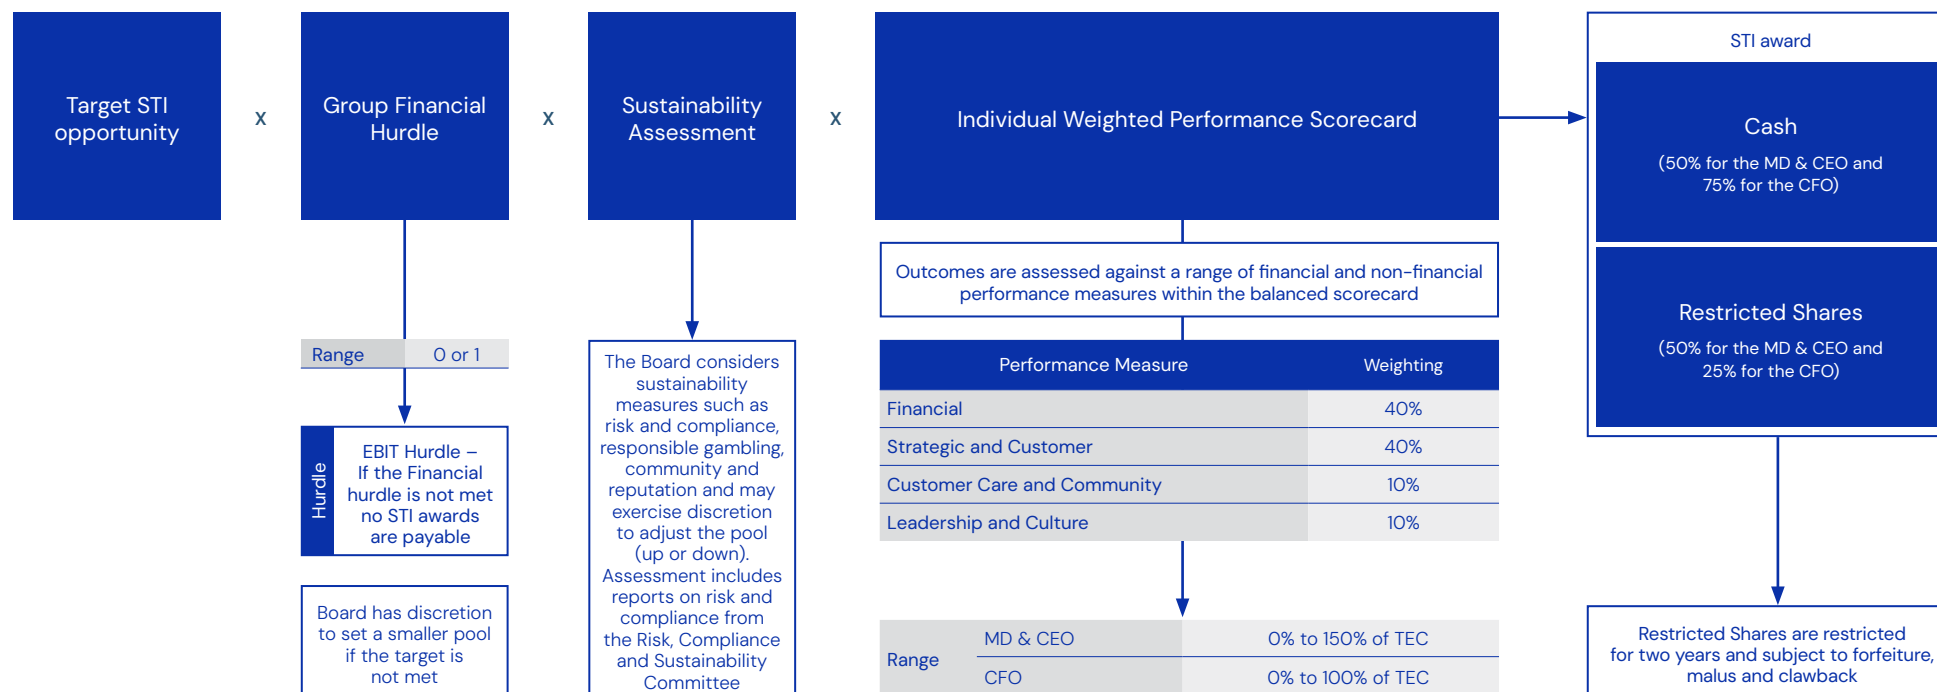 Target STI
opportunity
x
Group Financial
Hurdle
x
Sustainability
Assessment
x
Individual Weighted Performance Scorecard
STI award
Cash
(50% for the MD & CEO and
75% for the CFO)
Restricted Shares
(50% for the MD & CEO and
25% for the CFO)
Restricted Shares are restricted
for two years and subject to forfeiture,
malus and clawback
Range 0 or 1
Hurdle
EBIT Hurdle –
If the Financial
hurdle is not met
no STI awards
are payable
Board has discretion
to set a smaller pool
if the target is
not met
The Board considers
sustainability
measures such as
risk and compliance,
responsible gambling,
community and
reputation and may
exercise discretion
to adjust the pool
(up or down).
Assessment includes
reports on risk and
compliance from
the Risk, Compliance
and Sustainability
Committee
Outcomes are assessed against a range of financial and non-financial
performance measures within the balanced scorecard
Performance Measure Weighting
Financial 40%
Strategic and Customer 40%
Customer Care and Community 10%
Leadership and Culture 10%
Range
MD & CEO 0% to 150% of TEC
CFO 0% to 100% of TEC